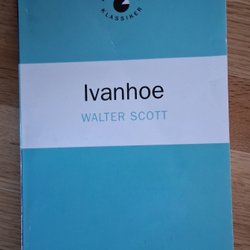 KLASSIKER
Ivanhoe
WALTER SCOTT